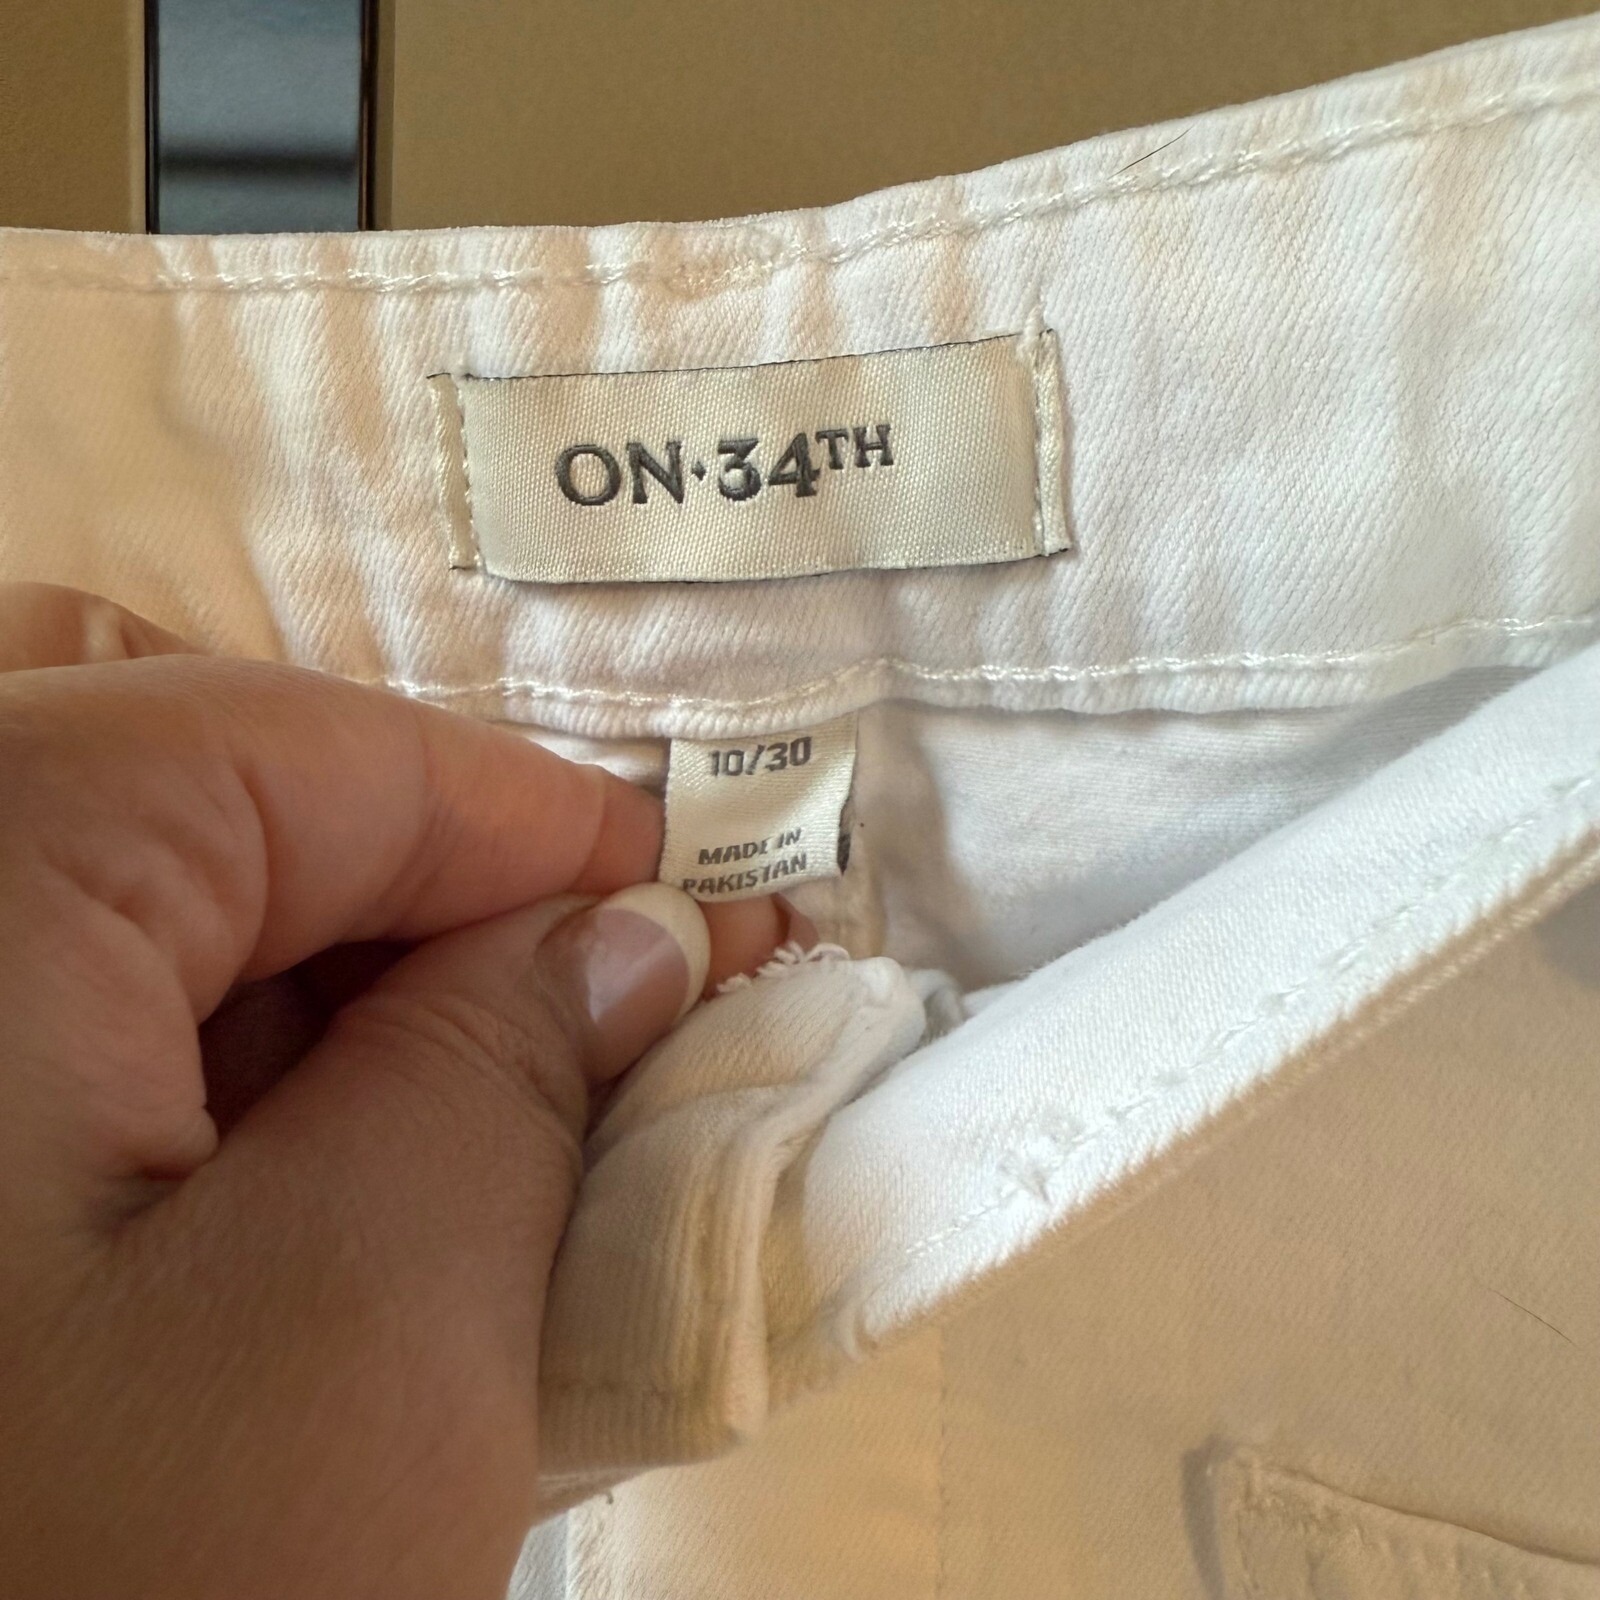 ON·34TH
10/30
MADE IN
PAKISTAN